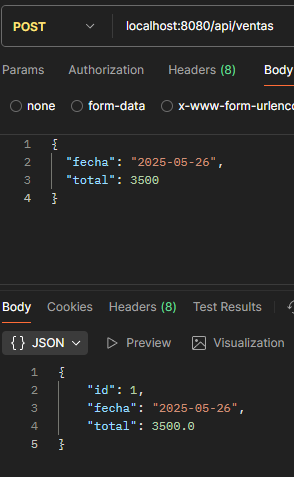 POST localhost:8080/api/ventas
Params Authorization Headers (8) Body
none form-data x-www-form-urlenco
1 {
2 "fecha": "2025-05-26",
3 "total": 3500
4 }
Body Cookies Headers (8) Test Results
{} JSON Preview Visualization
1 {
2 "id": 1,
3 "fecha": "2025-05-26",
4 "total": 3500.0
5 }